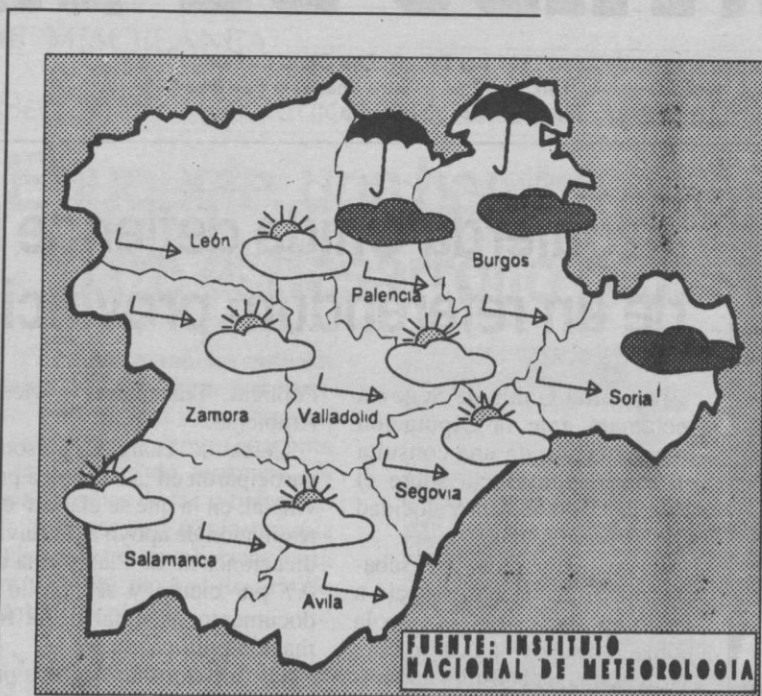 León
Burgos
Palencia
Soria
Zamora
Valladolid
Segovia
Salamanca
Avila
FUENTE: INSTITUTO
NACIONAL DE METEOROLOGIA